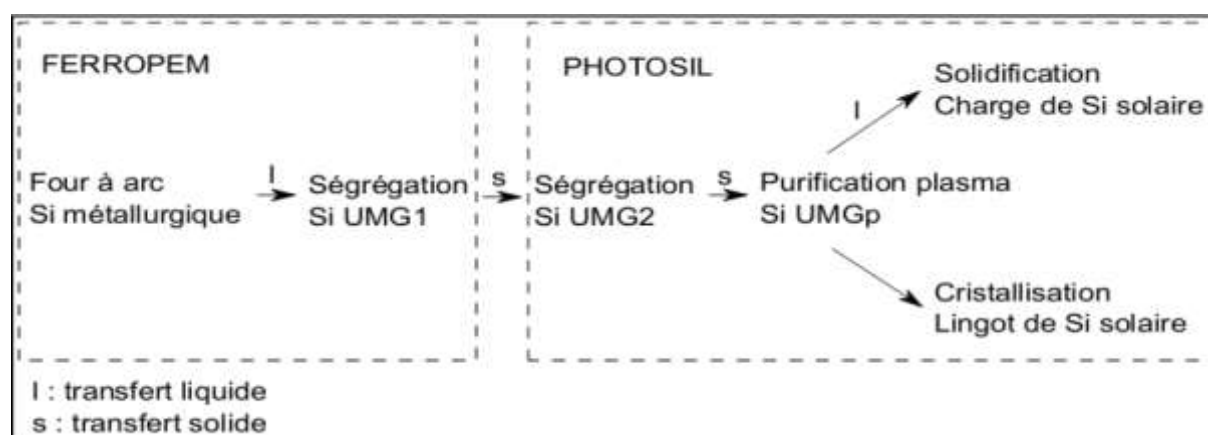 FERROPEM
Four à arc
Si métallurgique
l
Ségrégation
Si UMG1
s
PHOTOSIL
Ségrégation
Si UMG2
s
Purification plasma
Si UMGp
l
Solidification
Charge de Si solaire
Cristallisation
Lingot de Si solaire
l : transfert liquide
s : transfert solide